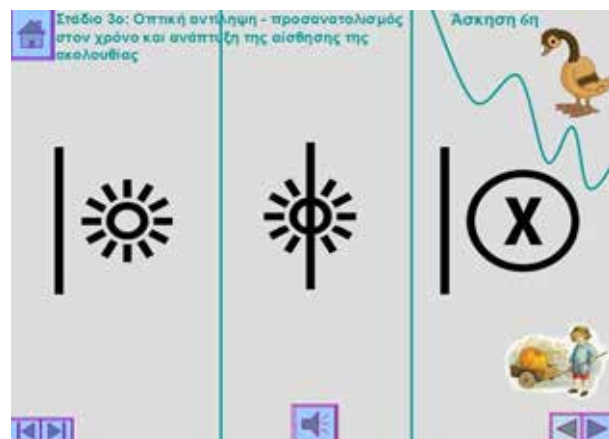 Στάδιο 3ο: Οπτική αντίληψη - προσανατολισμός
στον χρόνο και ανάπτυξη της αίσθησης της
ακολουθίας
Άσκηση 6η
X